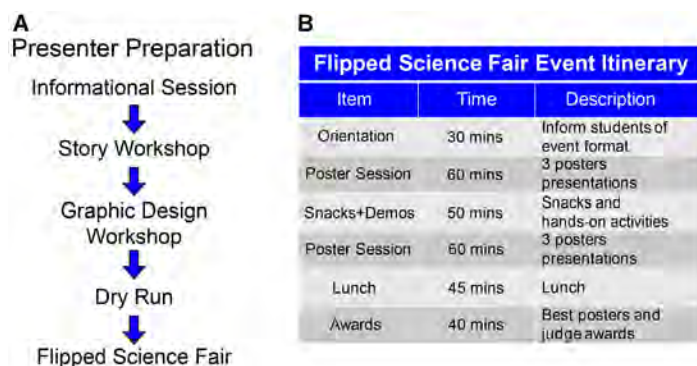 A
Presenter Preparation
Informational Session
Story Workshop
Graphic Design
Workshop
Dry Run
Flipped Science Fair
B
Flipped Science Fair Event Itinerary
Item Time Description
Orientation 30 mins Inform students of
event format
Poster Session 60 mins 3 posters
presentations
Snacks+Demos 50 mins Snacks and
hands-on activities
Poster Session 60 mins 3 posters
presentations
Lunch 45 mins Lunch
Awards 40 mins Best posters and
judge awards